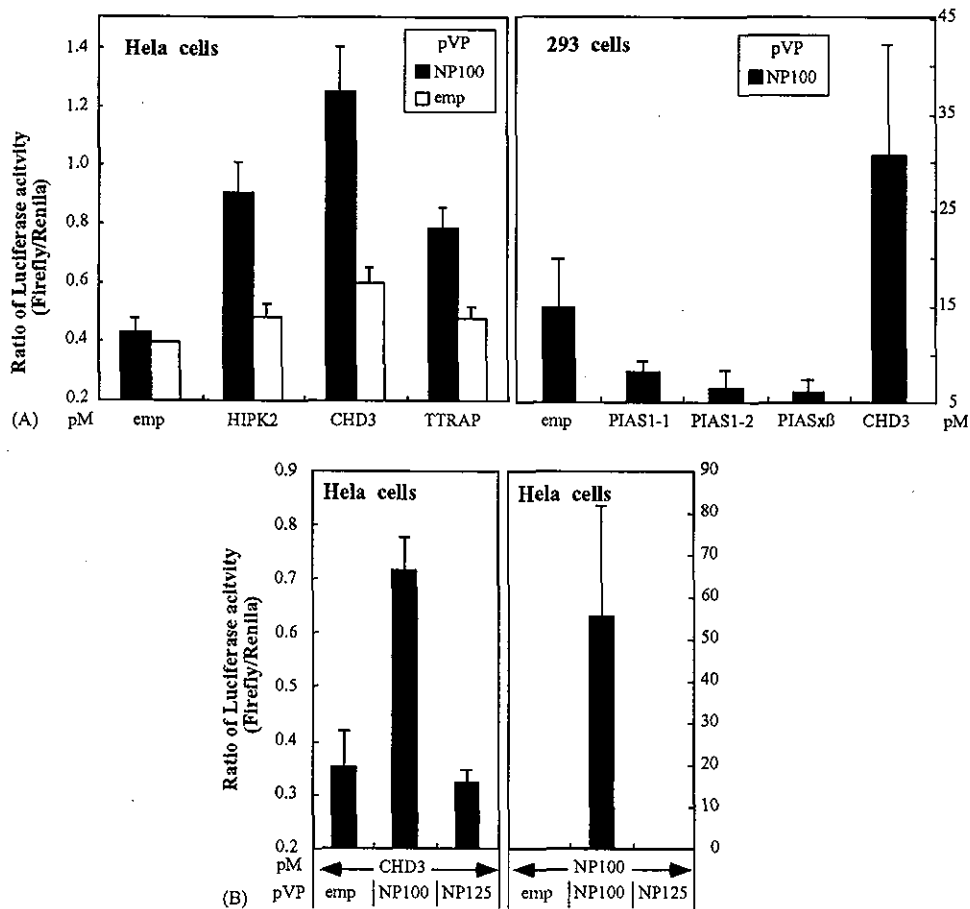 Hela cells
pVP
NP100
emp
1.4
1.2
1.0
0.8
0.6
0.4
0.2
Ratio of Luciferase acitvity
(Firefly/Renila)
(A) pM emp HIPK2 CHD3 TTRAP
293 cells
pVP
NP100
45
35
25
15
5
emp PIAS1-1 PIAS1-2 PIASxß CHD3 pM
Hela cells
0.9
0.8
0.7
0.6
0.5
0.4
0.3
0.2
Ratio of Luciferase acitvity
(Firefly/Renila)
Hela cells
90
80
70
60
50
40
30
20
10
0
pM CHD3 NP100
(B) pVP emp NP100 NP125 emp NP100 NP125